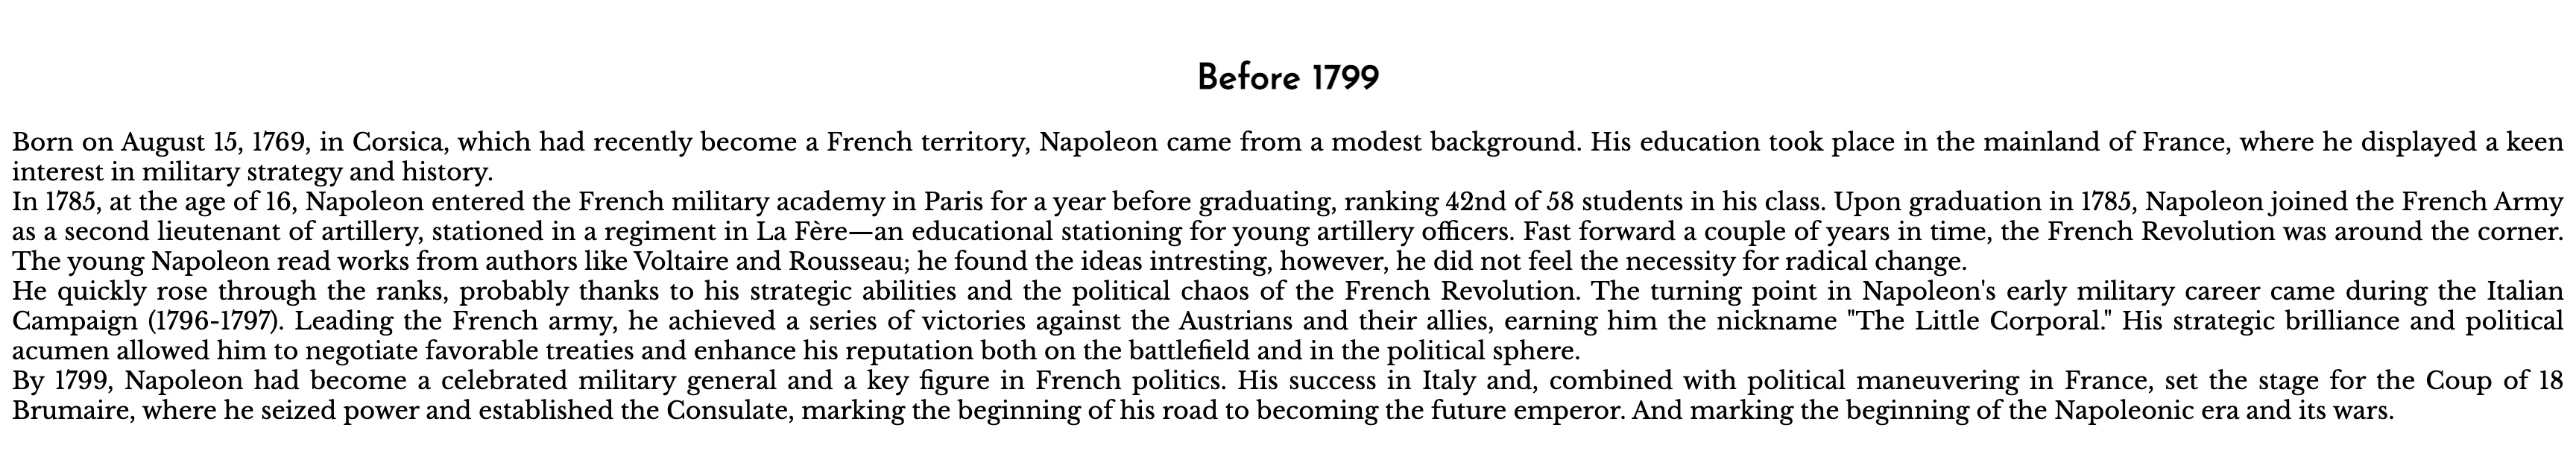 Before 1799
Born on August 15, 1769, in Corsica, which had recently become a French territory, Napoleon came from a modest background. His education took place in the mainland of France, where he displayed a keen
interest in military strategy and history.
In 1785, at the age of 16, Napoleon entered the French military academy in Paris for a year before graduating, ranking 42nd of 58 students in his class. Upon graduation in 1785, Napoleon joined the French Army
as a second lieutenant of artillery, stationed in a regiment in La Fère—an educational stationing for young artillery officers. Fast forward a couple of years in time, the French Revolution was around the corner.
The young Napoleon read works from authors like Voltaire and Rousseau; he found the ideas intresting, however, he did not feel the necessity for radical change.
He quickly rose through the ranks, probably thanks to his strategic abilities and the political chaos of the French Revolution. The turning point in Napoleon's early military career came during the Italian
Campaign (1796-1797). Leading the French army, he achieved a series of victories against the Austrians and their allies, earning him the nickname "The Little Corporal." His strategic brilliance and political
acumen allowed him to negotiate favorable treaties and enhance his reputation both on the battlefield and in the political sphere.
By 1799, Napoleon had become a celebrated military general and a key figure in French politics. His success in Italy and, combined with political maneuvering in France, set the stage for the Coup of 18
Brumaire, where he seized power and established the Consulate, marking the beginning of his road to becoming the future emperor. And marking the beginning of the Napoleonic era and its wars.